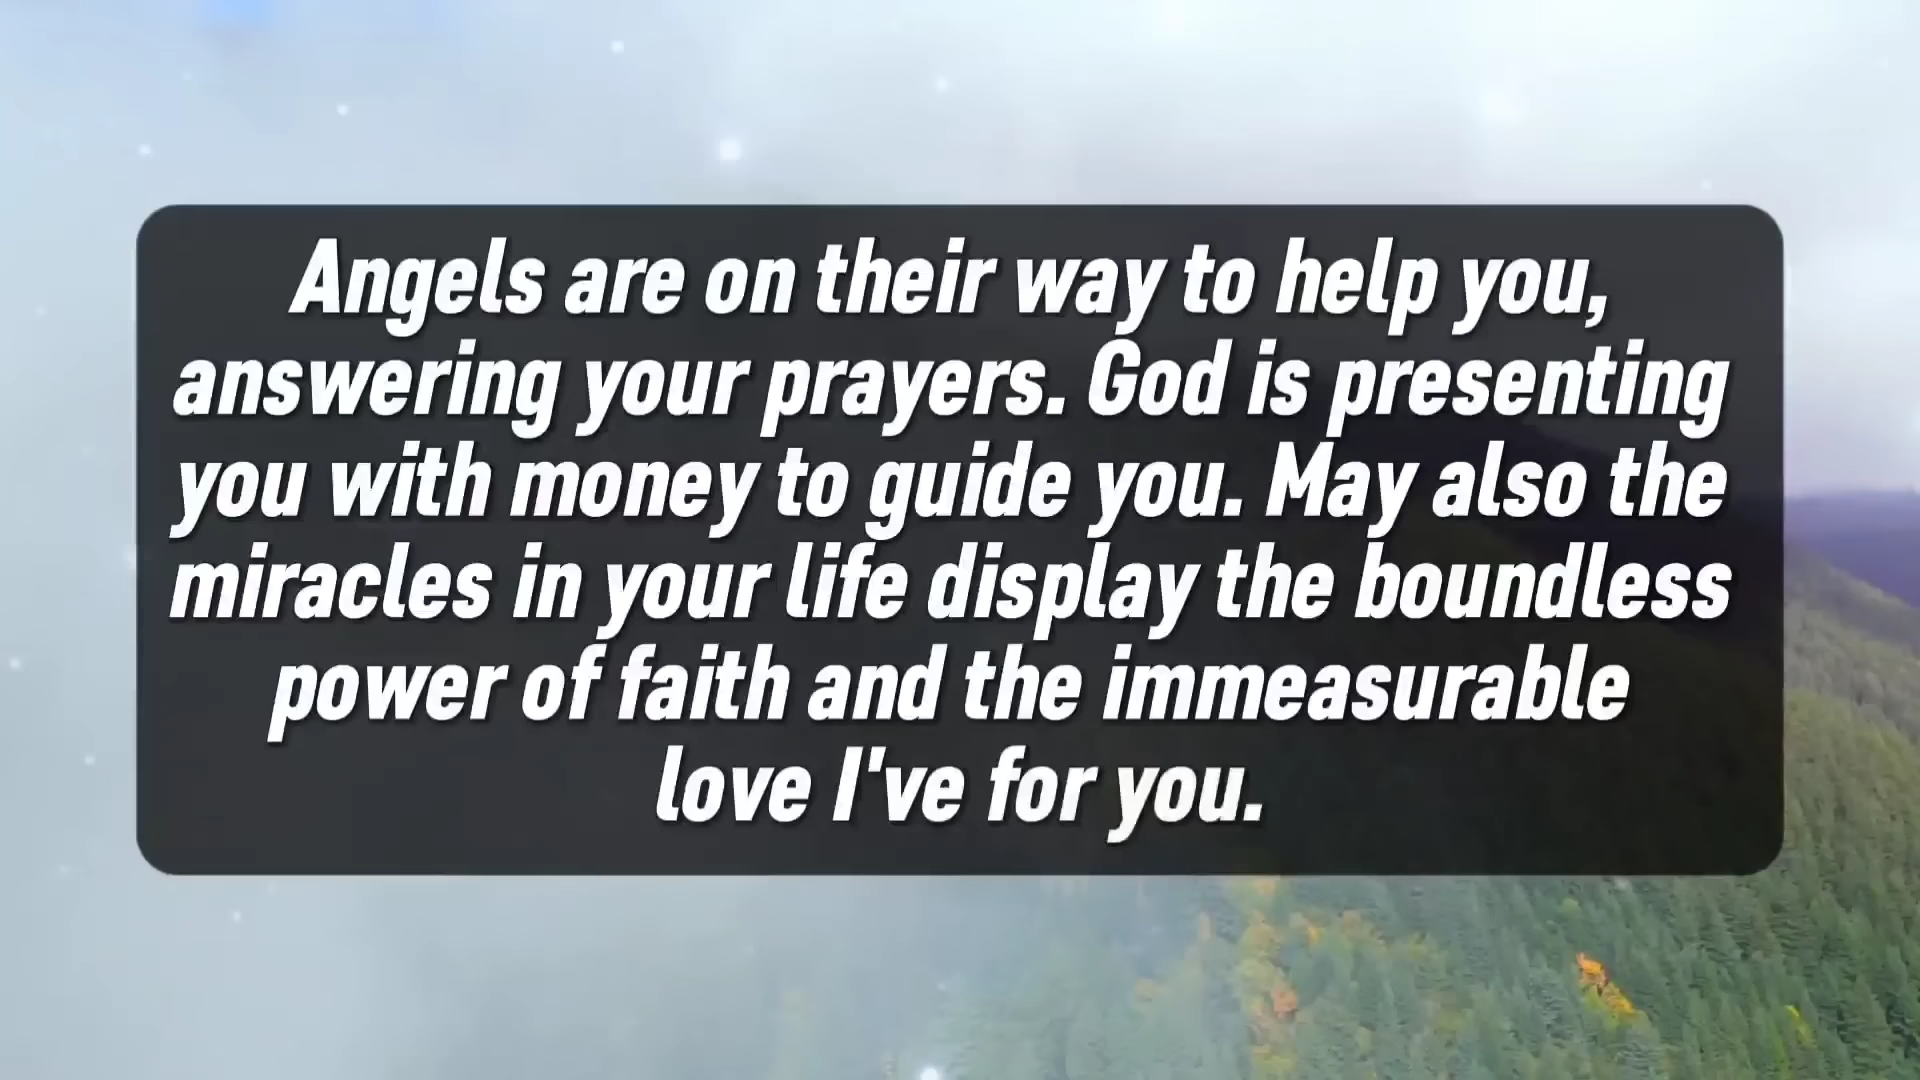 Angels are on their way to help you,
answering your prayers. God is presenting
you with money to guide you. May also the
miracles in your life display the boundless
power of faith and the immeasurable
love I've for you.